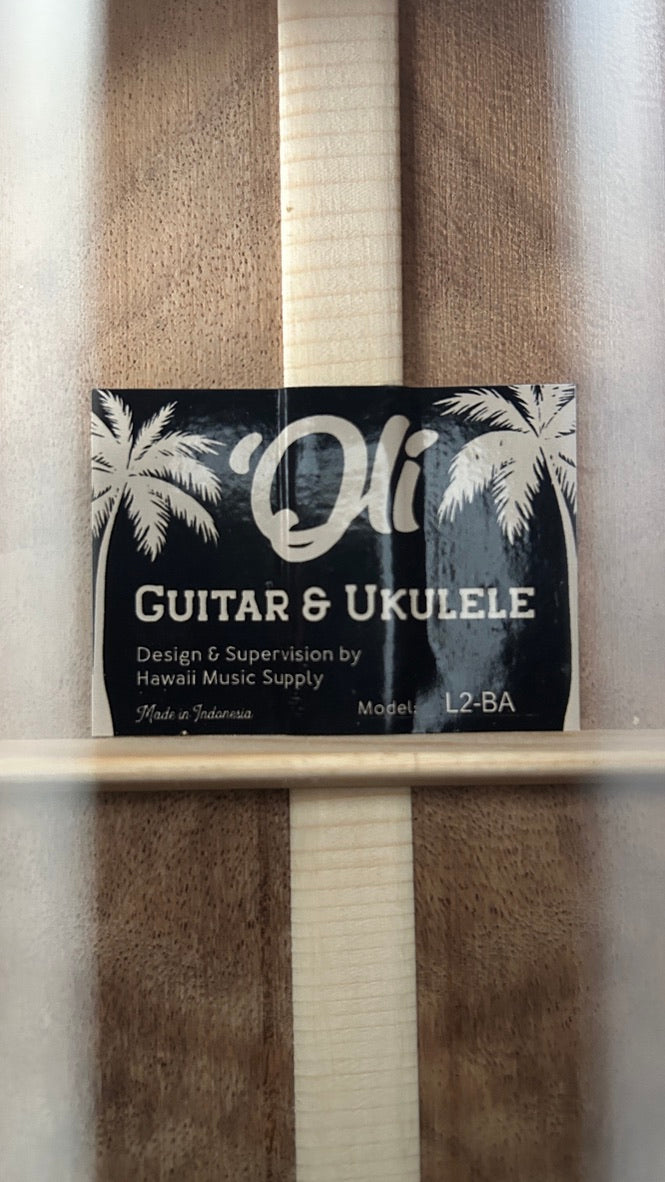 ‘Oli
GUITAR & UKULELE
Design & Supervision by
Hawaii Music Supply
Made in Indonesia
Model: L2-BA